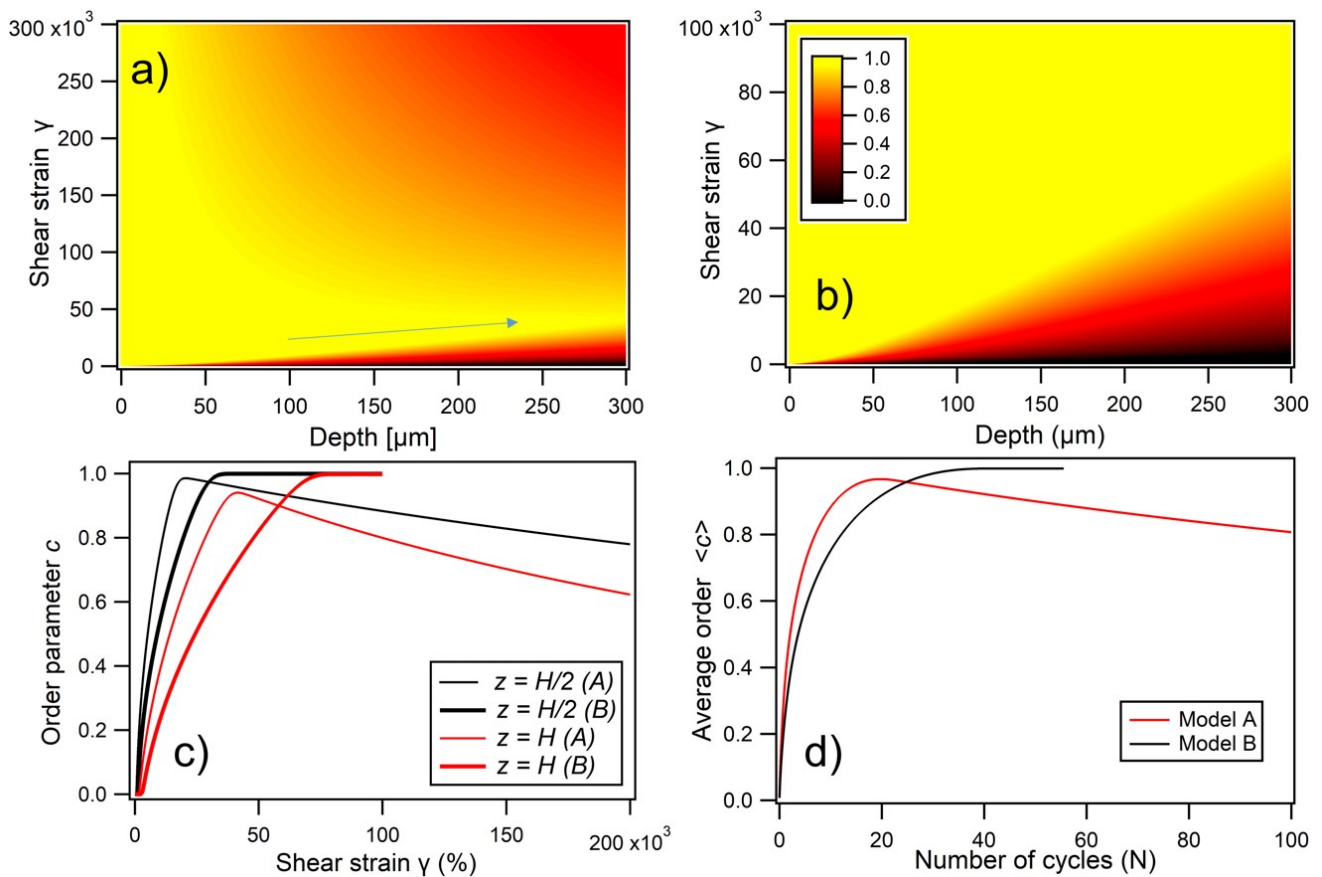 300 x10³
250
200
150
100
50
0
Shear strain γ
a)
0 50 100 150 200 250 300
Depth [µm]
100 x10³
80
60
40
20
0
Shear strain γ
1.0
0.8
0.6
0.4
0.2
0.0
b)
0 50 100 150 200 250 300
Depth (µm)
1.0
0.8
0.6
0.4
0.2
0.0
Order parameter c
c)
z = H/2 (A)
z = H/2 (B)
z = H (A)
z = H (B)
0 50 100 200 x10³
Shear strain γ (%)
1.0
0.8
0.6
0.4
0.2
0.0
Average order <c>
d)
Model A
Model B
0 20 40 60 80 100
Number of cycles (N)